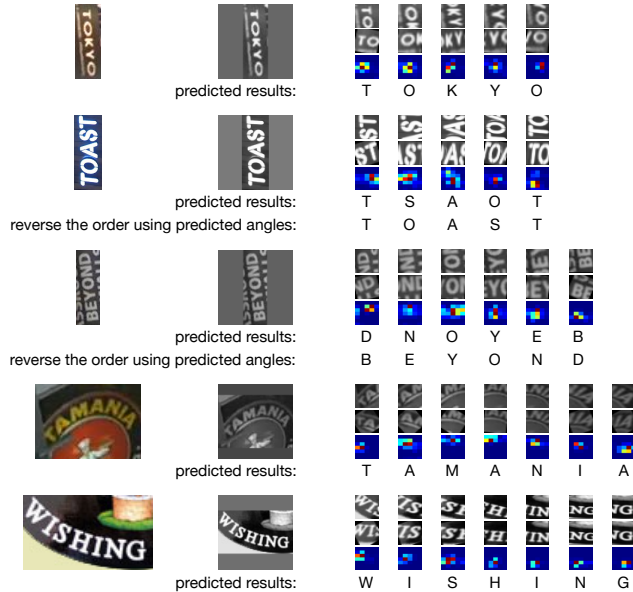 TOKYO TOKYO
predicted results: T O K Y O
TOAST TOAST
predicted results: T S A O T
reverse the order using predicted angles: T O A S T
BEYOND BEYOND
predicted results: D N O Y E B
reverse the order using predicted angles: B E Y O N D
TAMANIA TAMANIA
predicted results: T A M A N I A
WISHING WISHING
predicted results: W I S H I N G